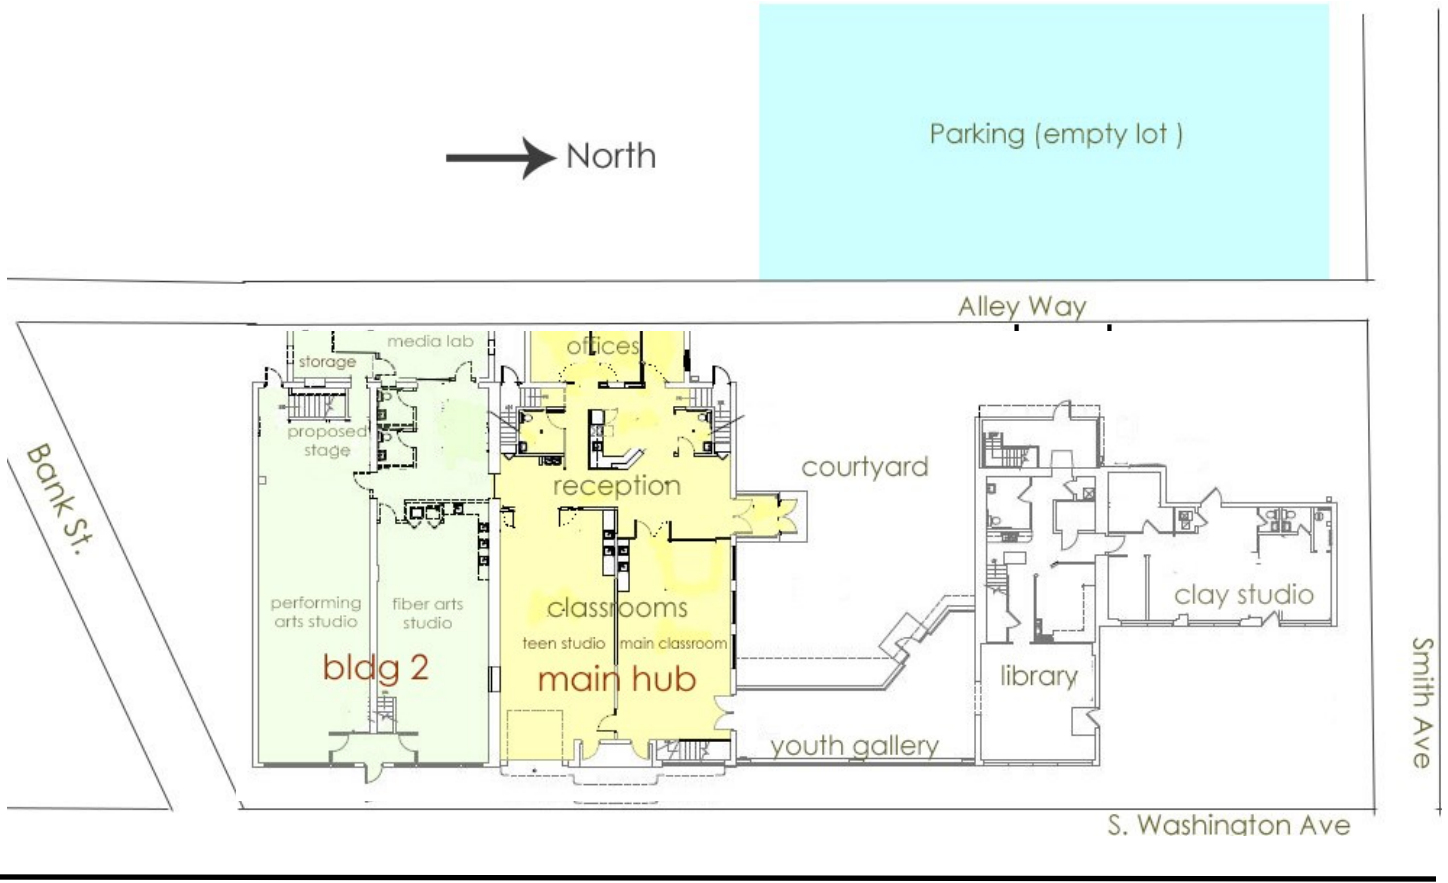 Parking (empty lot )
North
Alley Way
media lab
offices
storage
proposed
stage
Bank St.
courtyard
reception
performing
arts studio
fiber arts
studio
classrooms
teen studio
main classroom
clay studio
bldg 2
main hub
library
Smith Ave
youth gallery
S. Washington Ave